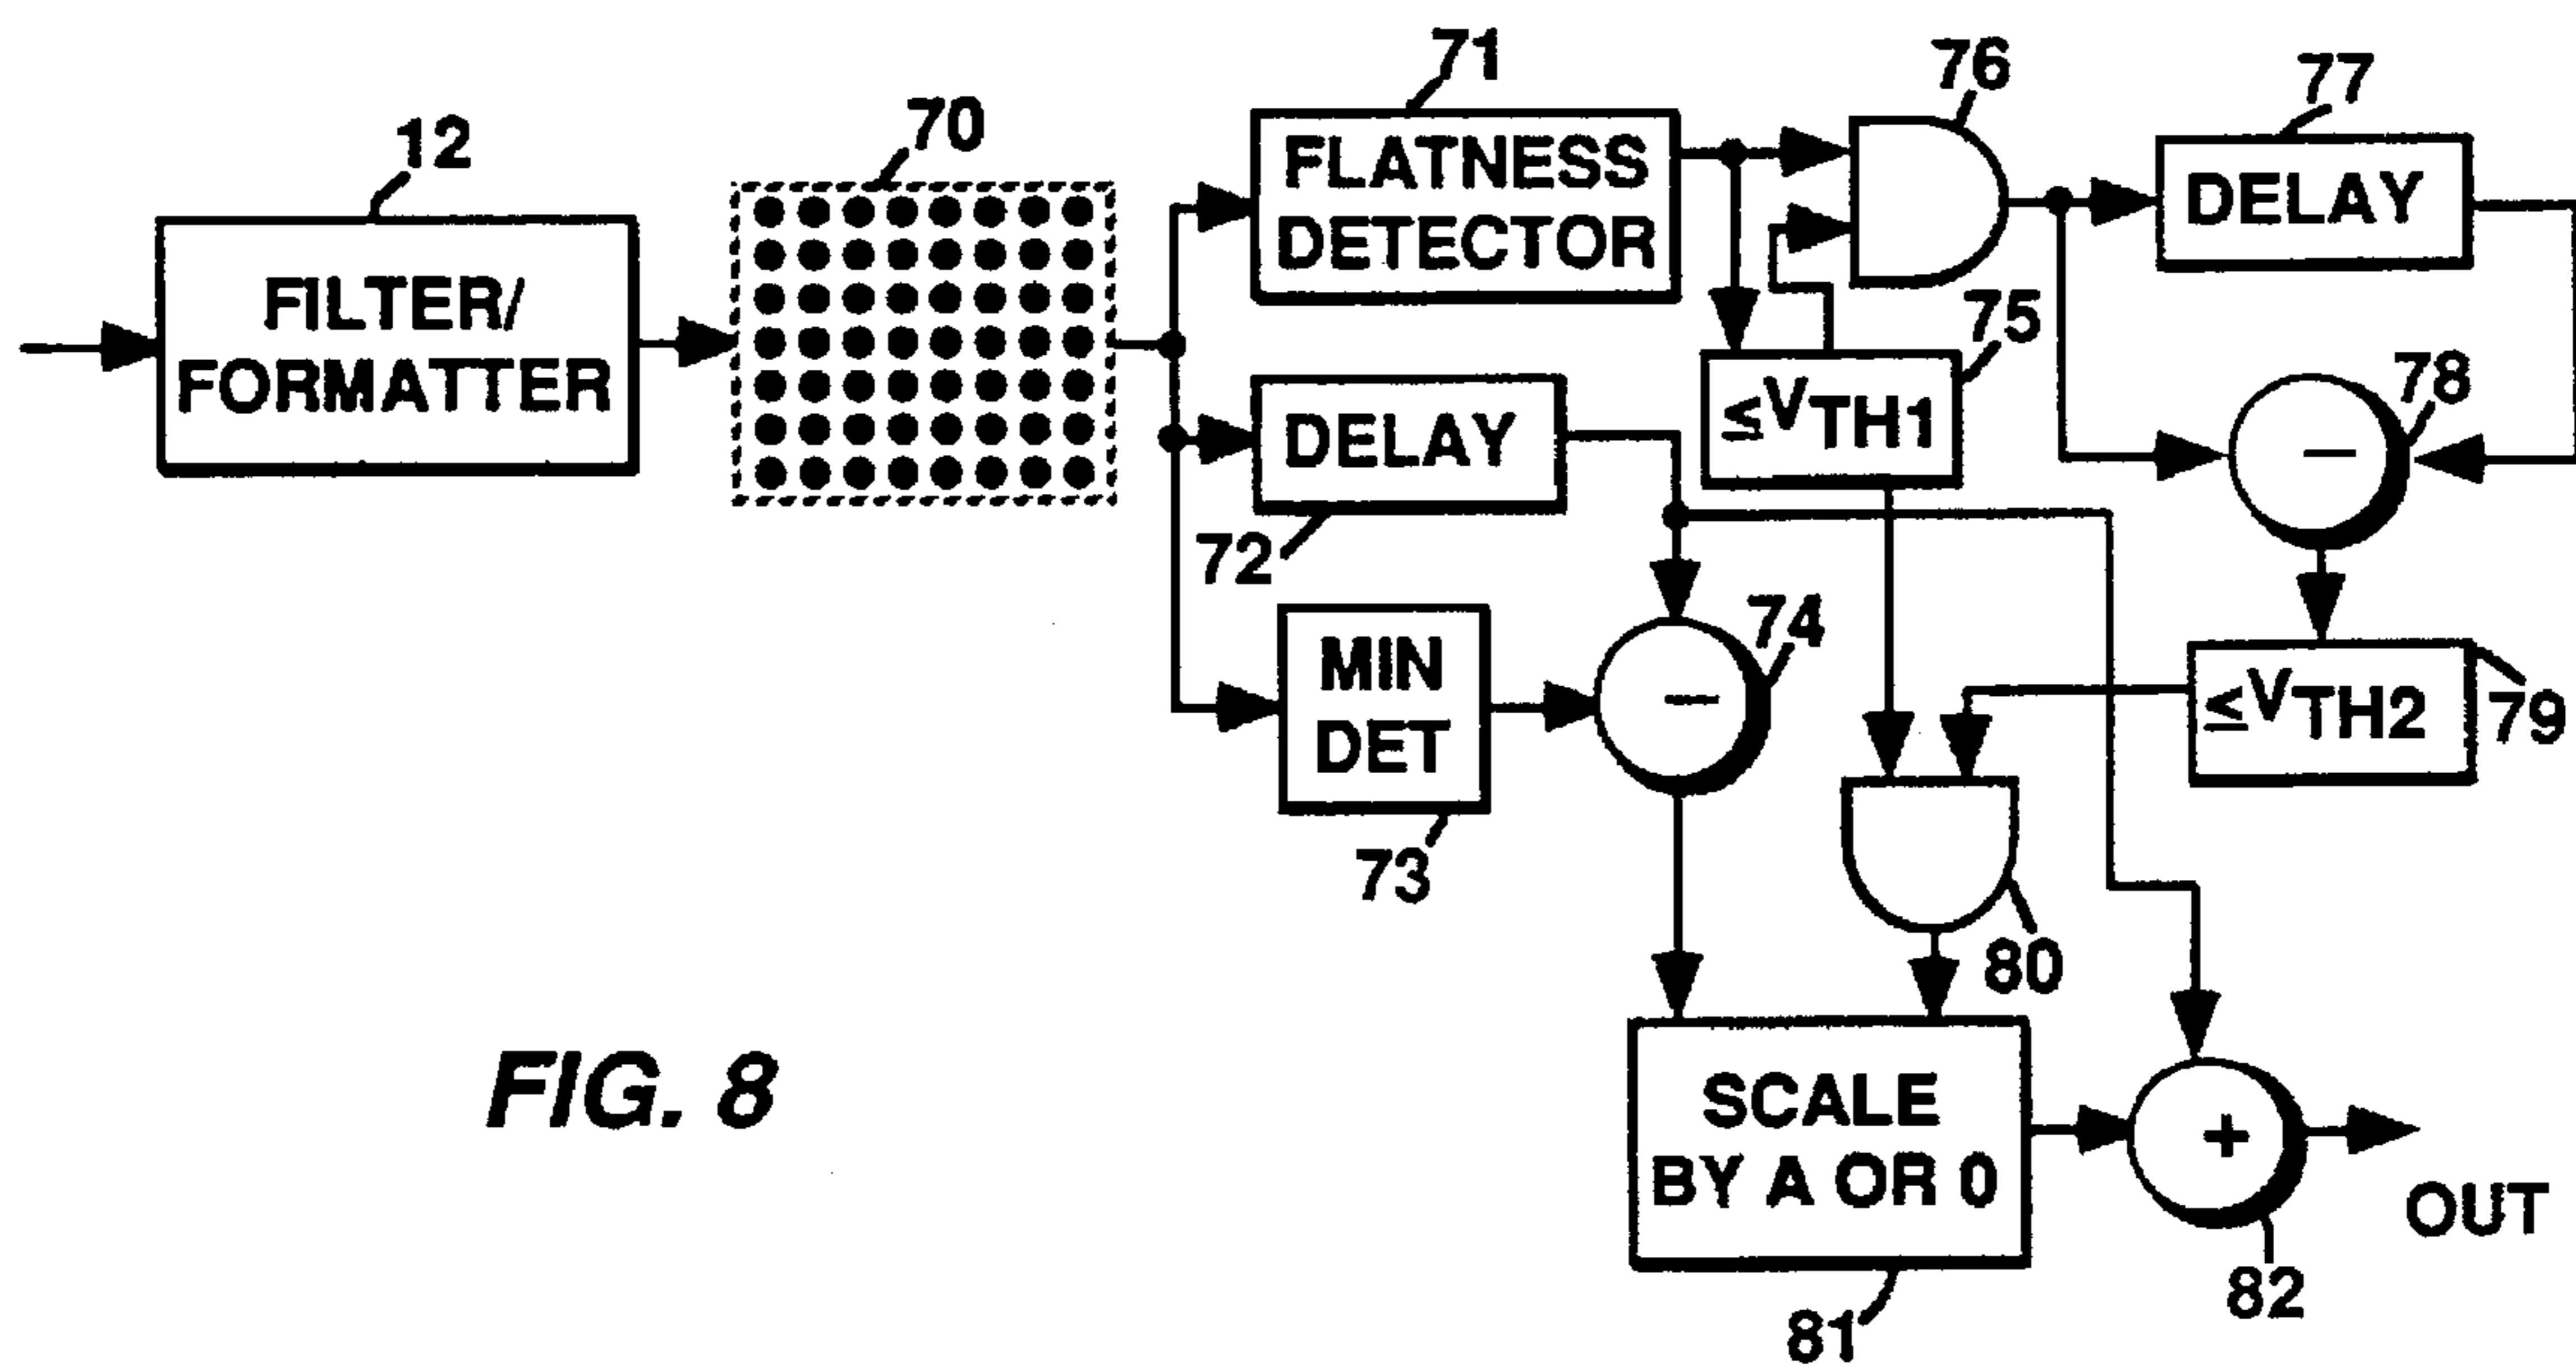 12
FILTER/
FORMATTER
70
71
FLATNESS
DETECTOR
76
77
DELAY
75
≤VTH1
78
–
DELAY
72
MIN
DET
73
74
–
≤VTH2
79
80
SCALE
BY A OR 0
81
+
82
OUT
FIG. 8